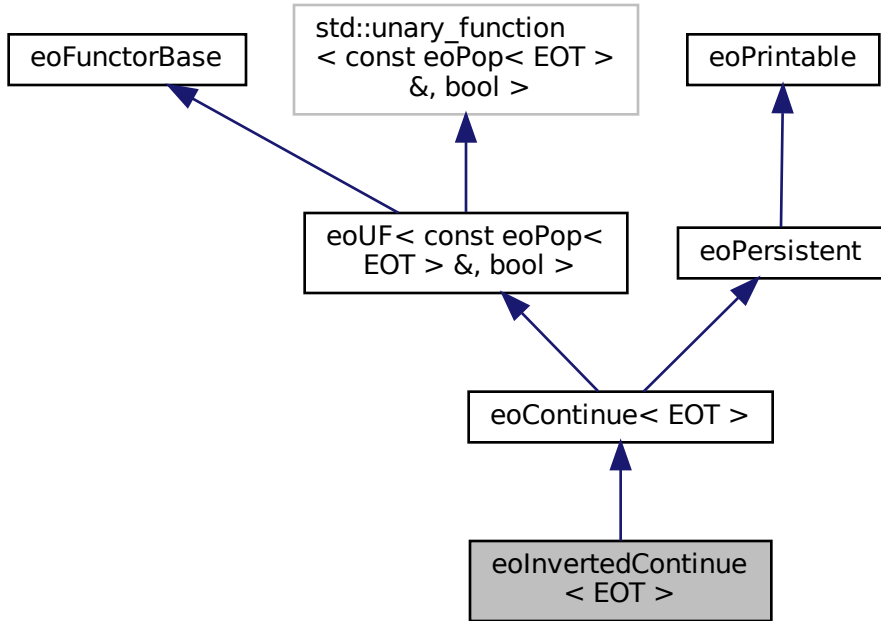 std::unary_function
< const eoPop< EOT >
&, bool >
eoFunctorBase
eoPrintable
eoUF< const eoPop<
EOT > &, bool >
eoPersistent
eoContinue< EOT >
eoInvertedContinue
< EOT >